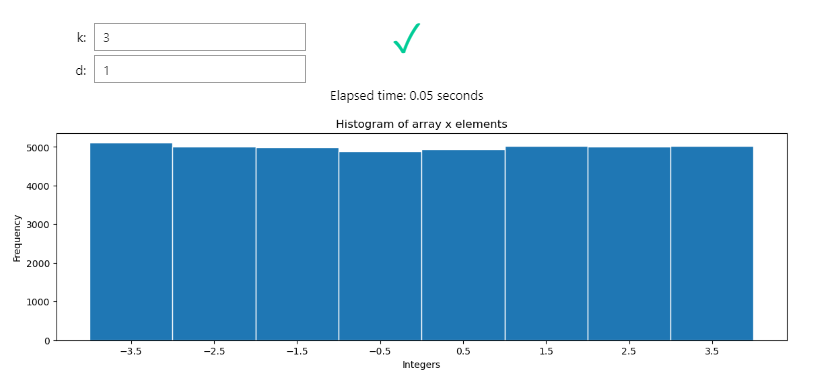 k: 3
d: 1
Elapsed time: 0.05 seconds
Histogram of array x elements
5000
4000
3000
2000
1000
0
Frequency
−3.5 −2.5 −1.5 −0.5 0.5 1.5 2.5 3.5
Integers